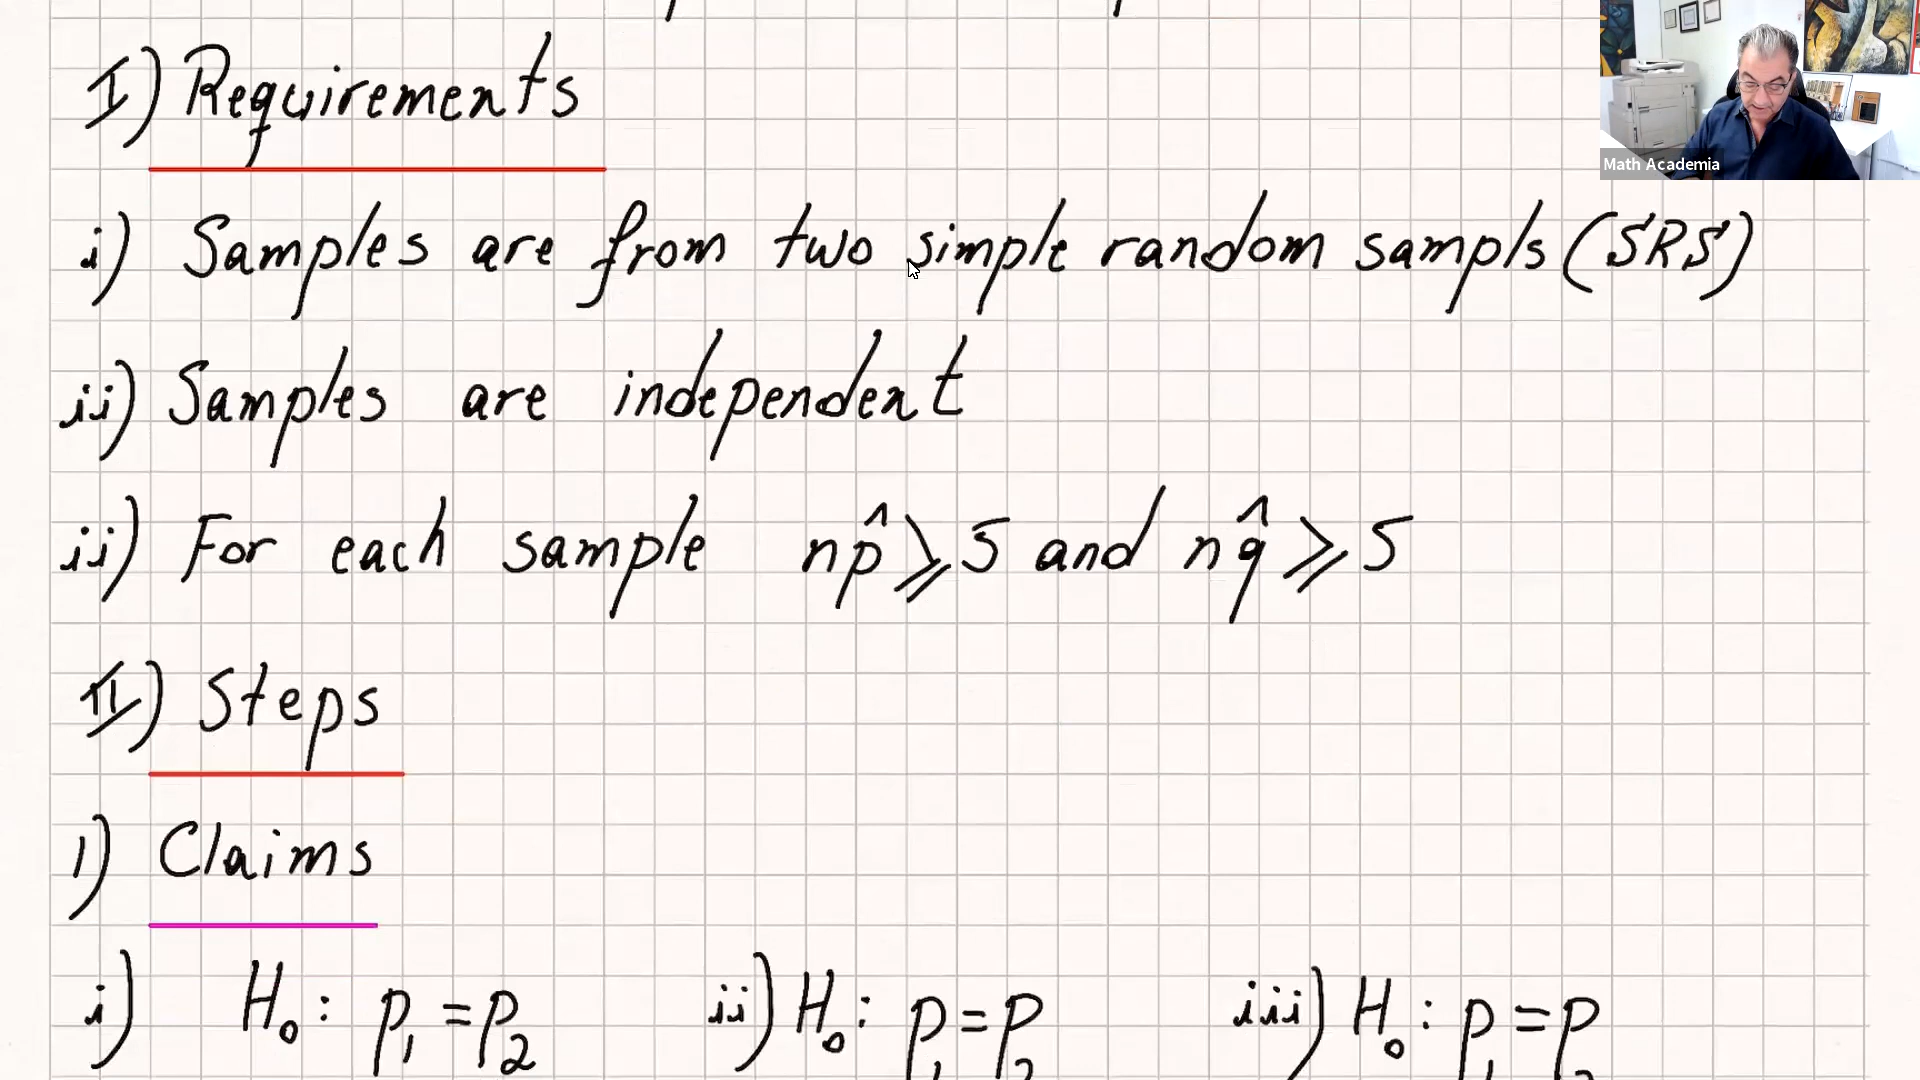 I) Requirements
Math Academia
i) Samples are from two simple random sampls (SRS)
ii) Samples are independent
ii) For each sample np̂ ⩾ 5 and nq̂ ⩾ 5
II) Steps
1) Claims
i) H₀: p₁ = p₂ ii) H₀: p₁ = p₂ iii) H₀: p₁ = p₂